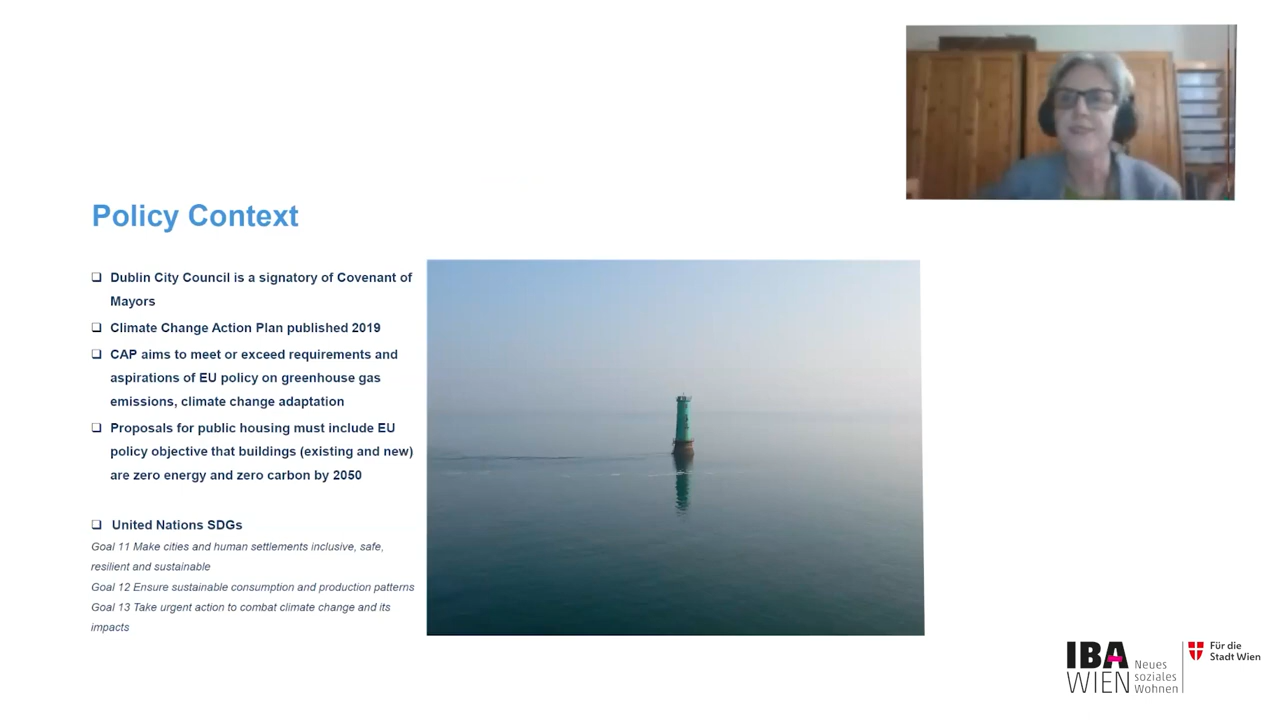 Policy Context
❑ Dublin City Council is a signatory of Covenant of
Mayors
❑ Climate Change Action Plan published 2019
❑ CAP aims to meet or exceed requirements and
aspirations of EU policy on greenhouse gas
emissions, climate change adaptation
❑ Proposals for public housing must include EU
policy objective that buildings (existing and new)
are zero energy and zero carbon by 2050
❑ United Nations SDGs
Goal 11 Make cities and human settlements inclusive, safe,
resilient and sustainable
Goal 12 Ensure sustainable consumption and production patterns
Goal 13 Take urgent action to combat climate change and its
impacts
IBA
WIEN
Neues
soziales
Wohnen
Für die
Stadt Wien